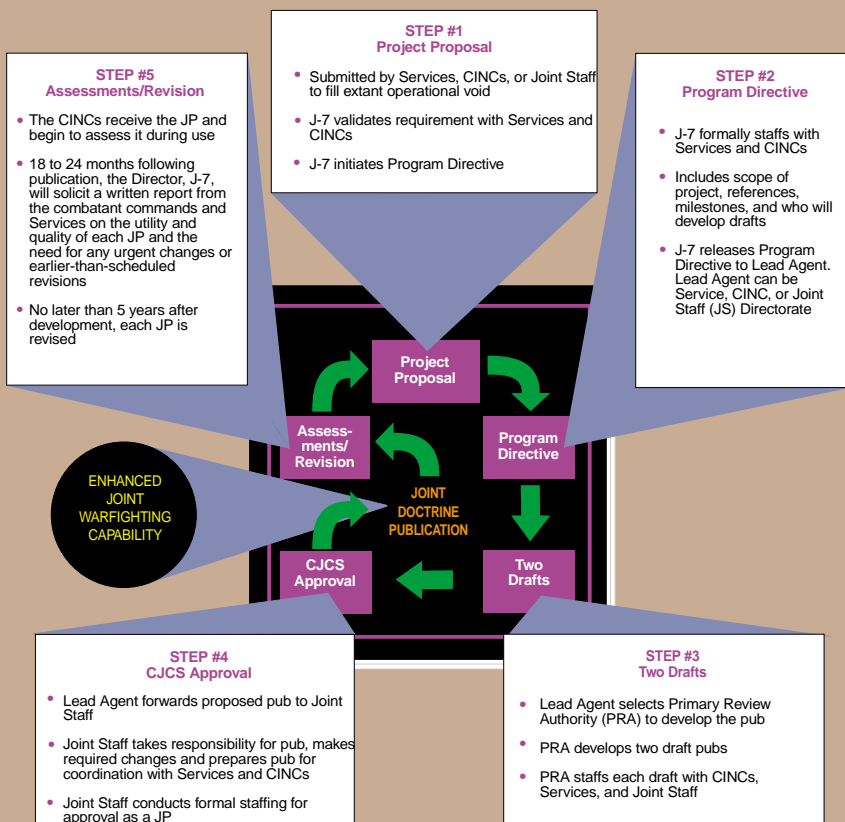 STEP #1
Project Proposal
• Submitted by Services, CINCs, or Joint Staff
to fill extant operational void
• J-7 validates requirement with Services and
CINCs
• J-7 initiates Program Directive
STEP #5
Assessments/Revision
• The CINCs receive the JP and
begin to assess it during use
• 18 to 24 months following
publication, the Director, J-7,
will solicit a written report from
the combatant commands and
Services on the utility and
quality of each JP and the
need for any urgent changes or
earlier-than-scheduled
revisions
• No later than 5 years after
development, each JP is
revised
STEP #2
Program Directive
• J-7 formally staffs with
Services and CINCs
• Includes scope of
project, references,
milestones, and who will
develop drafts
• J-7 releases Program
Directive to Lead Agent.
Lead Agent can be
Service, CINC, or Joint
Staff (JS) Directorate
Project
Proposal
Assess-
ments/
Revision
Program
Directive
ENHANCED
JOINT
WARFIGHTING
CAPABILITY
JOINT
DOCTRINE
PUBLICATION
CJCS
Approval
Two
Drafts
STEP #4
CJCS Approval
• Lead Agent forwards proposed pub to Joint
Staff
• Joint Staff takes responsibility for pub, makes
required changes and prepares pub for
coordination with Services and CINCs
• Joint Staff conducts formal staffing for
approval as a JP
STEP #3
Two Drafts
• Lead Agent selects Primary Review
Authority (PRA) to develop the pub
• PRA develops two draft pubs
• PRA staffs each draft with CINCs,
Services, and Joint Staff